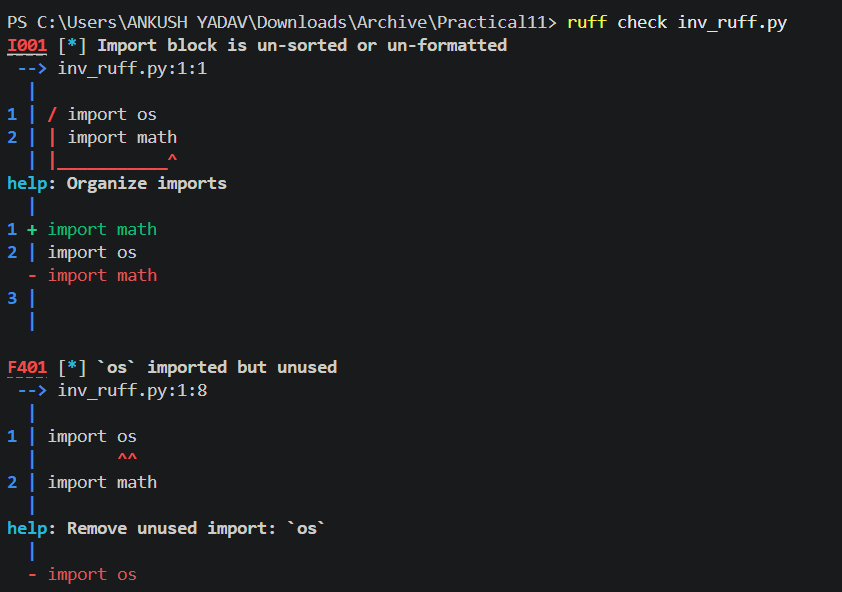 PS C:\Users\ANKUSH YADAV\Downloads\Archive\Practical11> ruff check inv_ruff.py
I001 [*] Import block is un-sorted or un-formatted
 --> inv_ruff.py:1:1
  |
1 | / import os
2 | | import math
  | |___________^
help: Organize imports
  |
1 + import math
2 | import os
  - import math
3 |
  |

F401 [*] `os` imported but unused
 --> inv_ruff.py:1:8
  |
1 | import os
  |        ^^
2 | import math
  |
help: Remove unused import: `os`
  |
  - import os